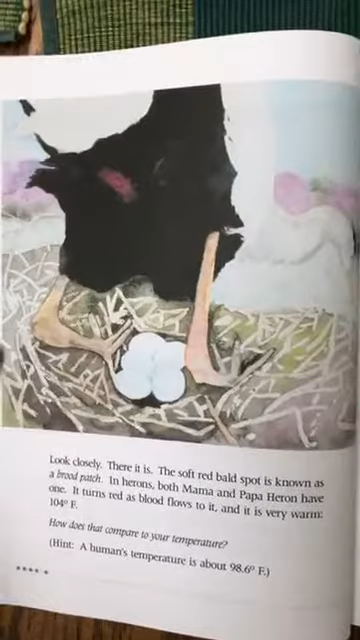 Look closely. There it is. The soft red bald spot is known as
a brood patch. In herons, both Mama and Papa Heron have
one. It turns red as blood flows to it, and it is very warm:
104° F.
How does that compare to your temperature?
(Hint: A human's temperature is about 98.6° F.)